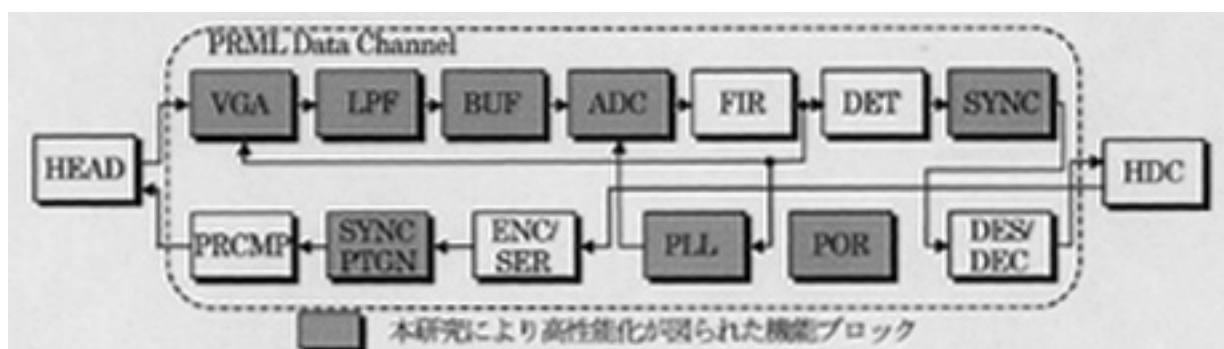 PRML Data Channel
VGA
LPF
BUF
ADC
FIR
DET
SYNC
HEAD
HDC
PRCMP
SYNC
PTGN
ENC/
SER
PLL
POR
DES/
DEC
本研究により高性能化が図られた機能ブロック